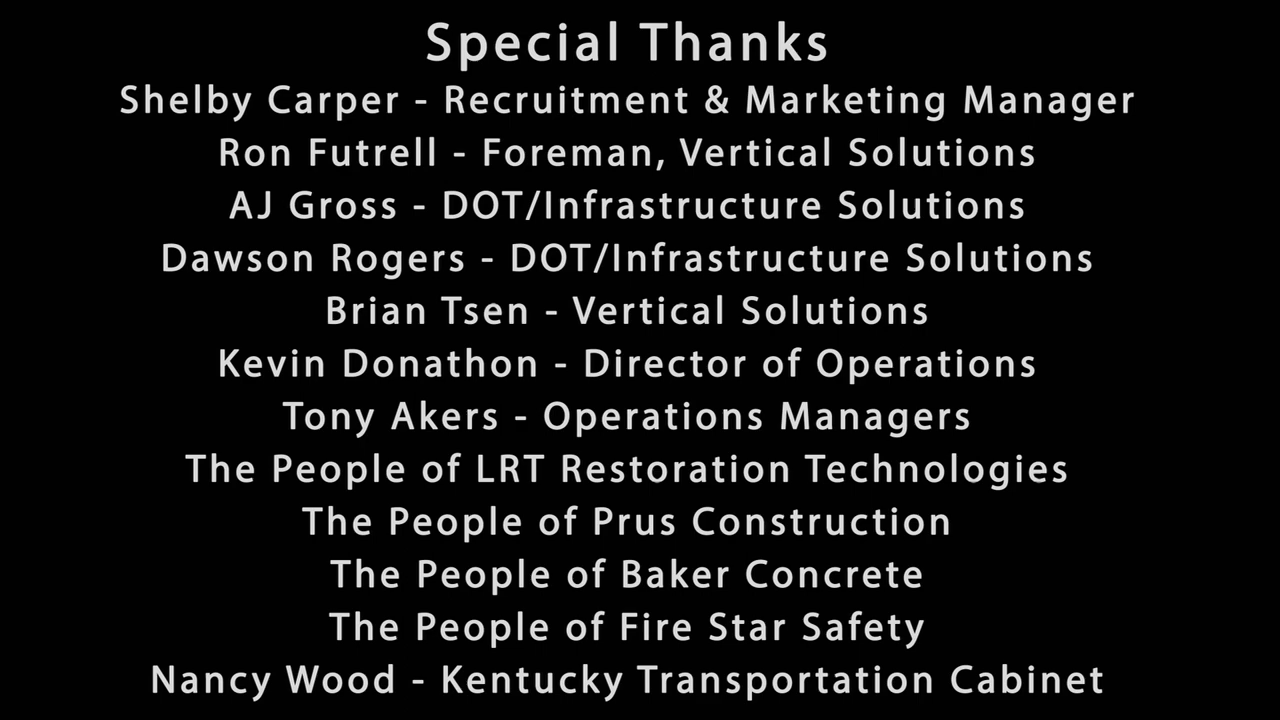 Special Thanks
Shelby Carper - Recruitment & Marketing Manager
Ron Futrell - Foreman, Vertical Solutions
AJ Gross - DOT/Infrastructure Solutions
Dawson Rogers - DOT/Infrastructure Solutions
Brian Tsen - Vertical Solutions
Kevin Donathon - Director of Operations
Tony Akers - Operations Managers
The People of LRT Restoration Technologies
The People of Prus Construction
The People of Baker Concrete
The People of Fire Star Safety
Nancy Wood - Kentucky Transportation Cabinet